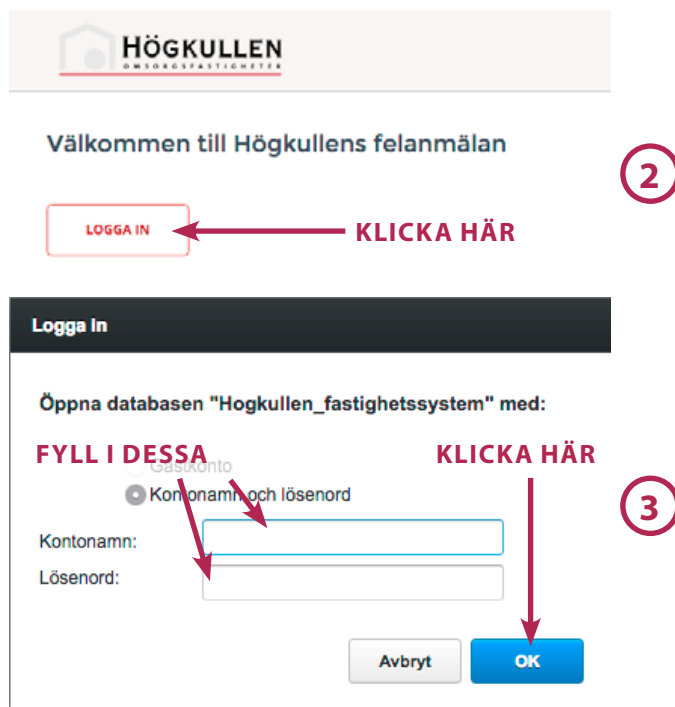 HÖGKULLEN
OMSORGSFASTIGHETER
Välkommen till Högkullens felanmälan
2
LOGGA IN
KLICKA HÄR
Logga in
Öppna databasen "Hogkullen_fastighetssystem" med:
FYLL I DESSA
KLICKA HÄR
Gästkonto
Kontonamn och lösenord
3
Kontonamn:
Lösenord:
Avbryt
OK